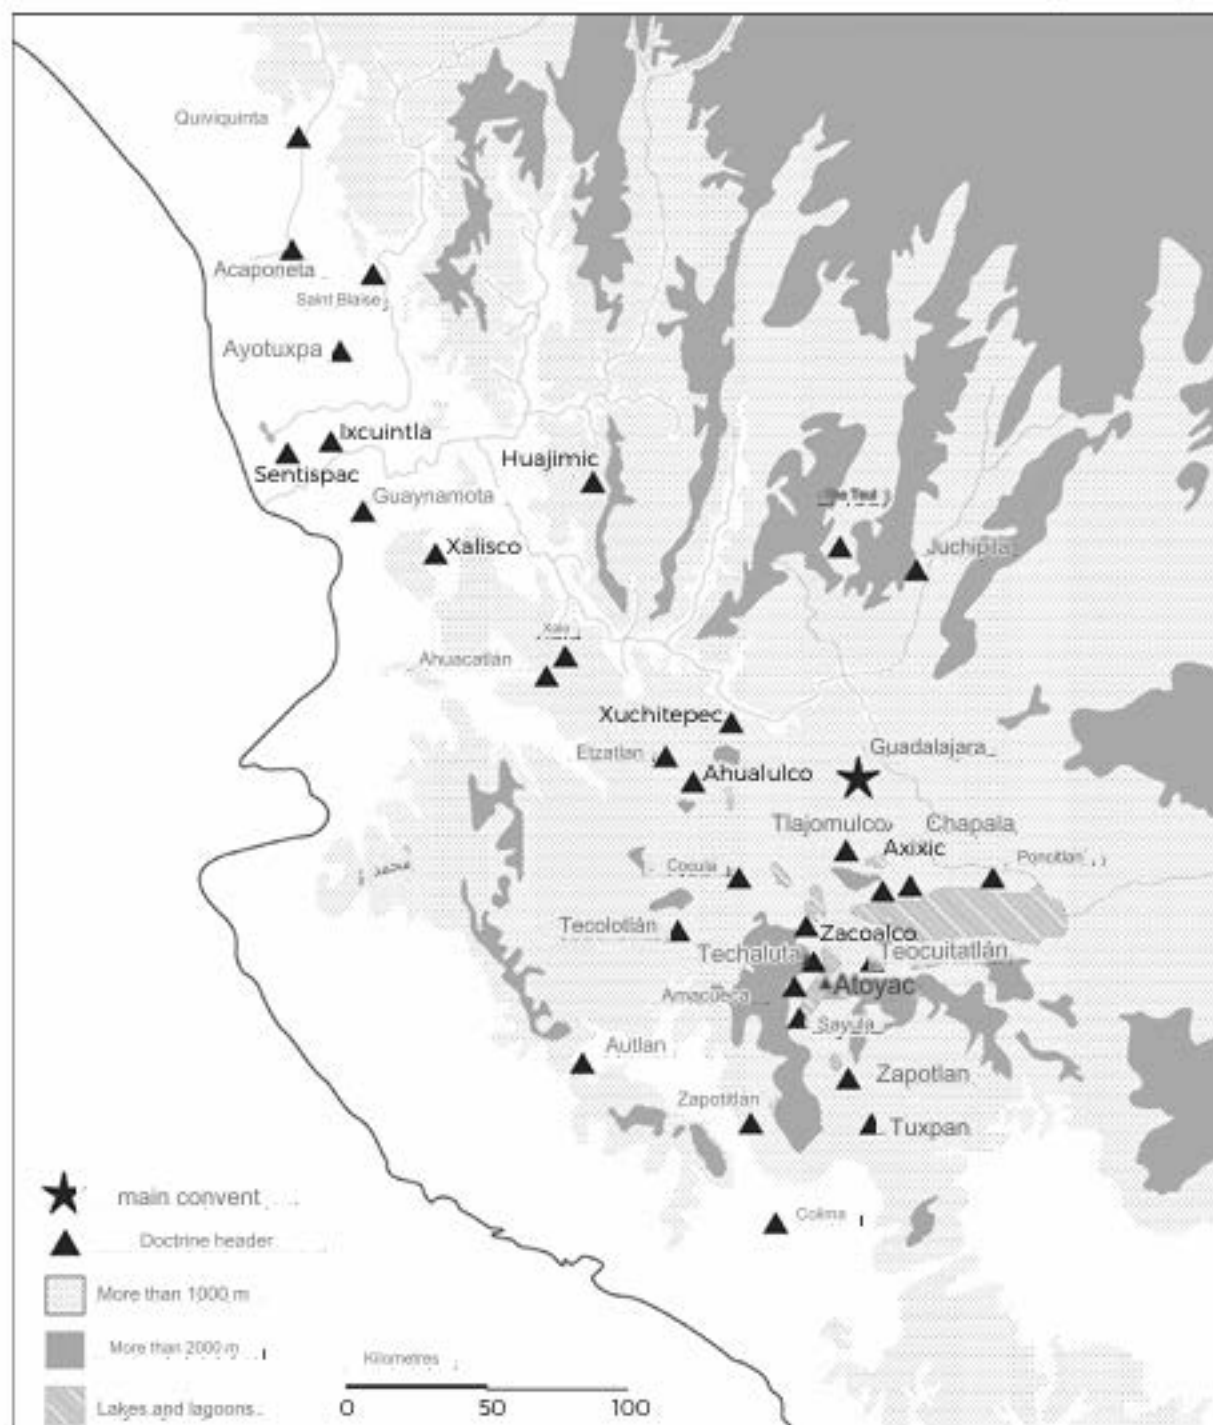 Quiviquinta
Acaponeta
Saint Blaise
Ayotuxpa
Ixcuintla
Sentispac
Huajimic
Guaynamota
Xalisco
Juchipila
Ahuacatlán
Xuchitepec
Etzatlan
Guadalajara
Ahualulco
Tlajomulco
Chapala
Axixic
Cocula
Poncitlan
Tecolotlán
Zacoalco
Techaluta
Teocuitatlán
Amacueca
Atoyac
Sayula
Autlan
Zapotlan
Zapotitlan
Tuxpan
Colima
main convent
Doctrine header
More than 1000 m
More than 2000 m
Kilometres
Lakes and lagoons
0 50 100